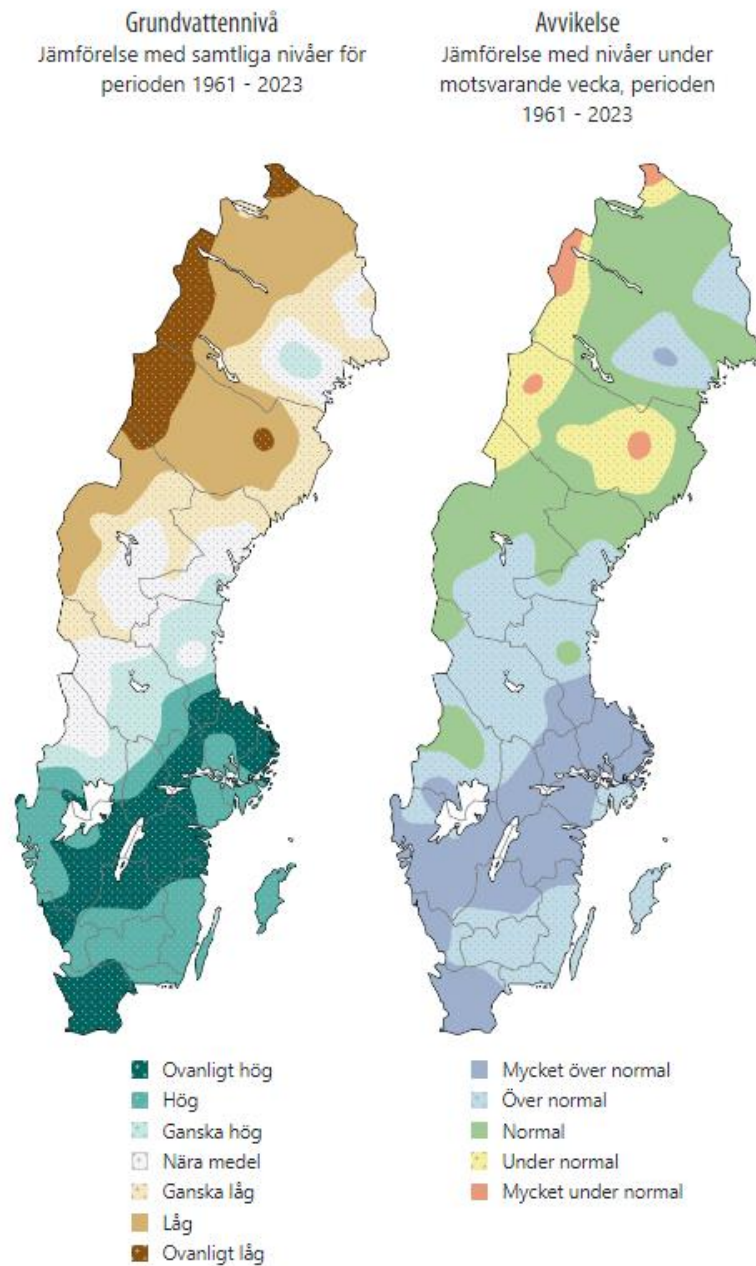 Grundvattennivå
Jämförelse med samtliga nivåer för
perioden 1961 - 2023
Avvikelse
Jämförelse med nivåer under
motsvarande vecka, perioden
1961 - 2023
Ovanligt hög
Hög
Ganska hög
Nära medel
Ganska låg
Låg
Ovanligt låg
Mycket över normal
Över normal
Normal
Under normal
Mycket under normal